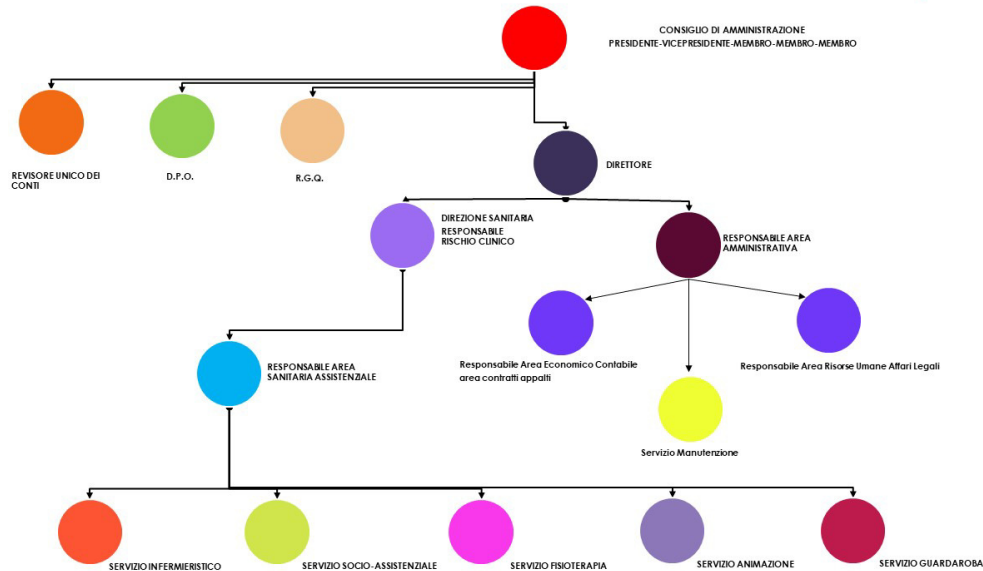 CONSIGLIO DI AMMINISTRAZIONE
PRESIDENTE-VICEPRESIDENTE-MEMBRO-MEMBRO-MEMBRO
REVISORE UNICO DEI
CONTI
D.P.O.
R.G.Q.
DIRETTORE
DIREZIONE SANITARIA
RESPONSABILE
RISCHIO CLINICO
RESPONSABILE AREA
AMMINISTRATIVA
RESPONSABILE AREA
SANITARIA ASSISTENZIALE
Responsabile Area Economico Contabile
area contratti appalti
Responsabile Area Risorse Umane Affari Legali
Servizio Manutenzione
SERVIZIO INFERMIERISTICO
SERVIZIO SOCIO-ASSISTENZIALE
SERVIZIO FISIOTERAPIA
SERVIZIO ANIMAZIONE
SERVIZIO GUARDAROBA